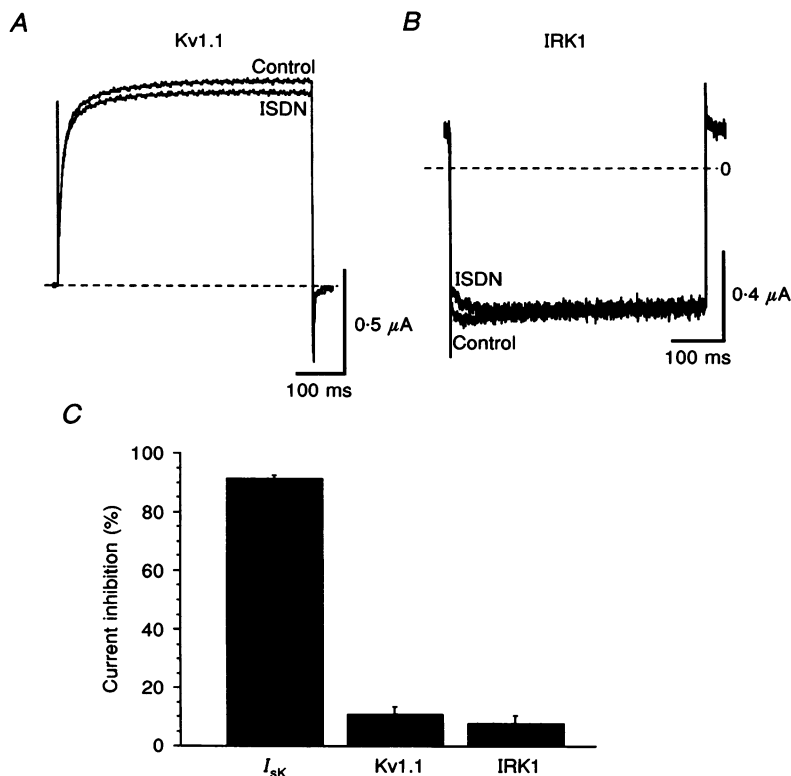 A
Kv1.1
Control
ISDN
0·5 μA
100 ms
B
IRK1
0
ISDN
Control
0·4 μA
100 ms
C
Current inhibition (%)
100
80
60
40
20
0
IsK
Kv1.1
IRK1